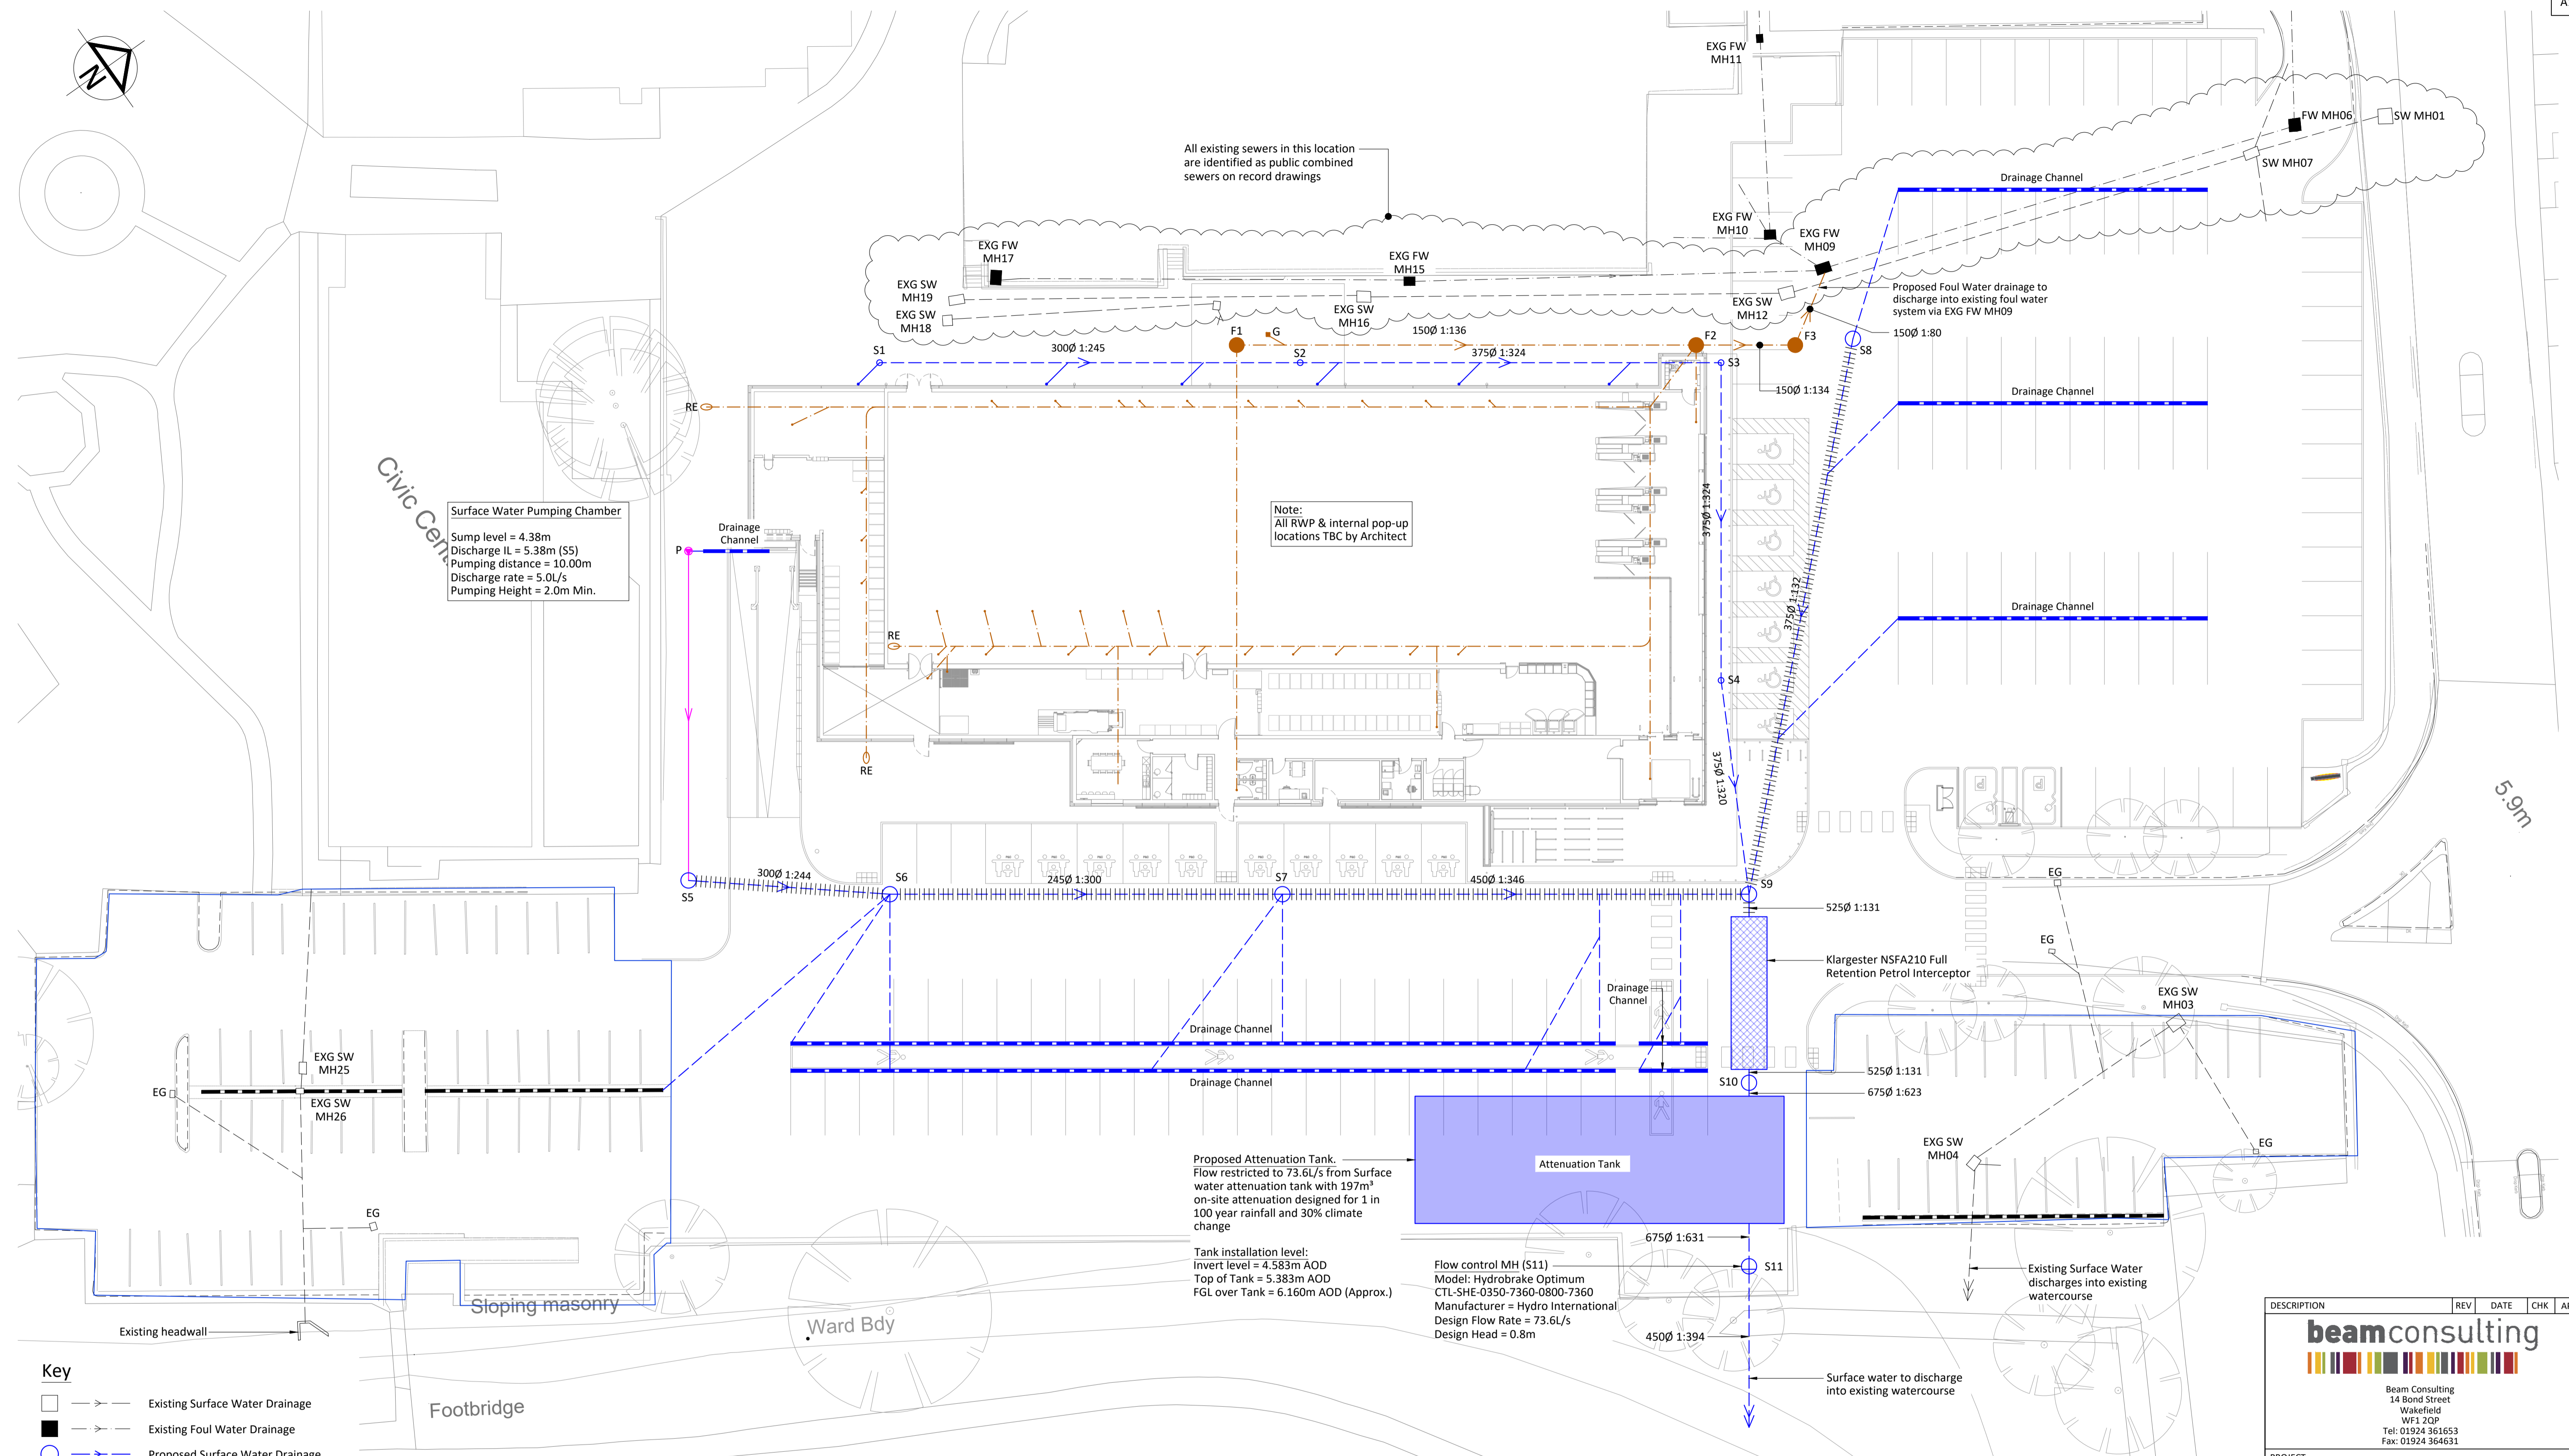 A
N
EXG FW
MH11
FW MH06
SW MH01
SW MH07
All existing sewers in this location
are identified as public combined
sewers on record drawings
Drainage Channel
EXG FW
MH10
EXG FW
MH09
EXG FW
MH17
EXG FW
MH15
EXG SW
MH19
EXG SW
MH18
EXG SW
MH16
EXG SW
MH12
Proposed Foul Water drainage to
discharge into existing foul water
system via EXG FW MH09
150Ø 1:80
F1
G
150Ø 1:136
F2
F3
S8
S1
300Ø 1:245
S2
375Ø 1:324
S3
150Ø 1:134
RE
Drainage Channel
Civic Cent
Surface Water Pumping Chamber
Sump level = 4.38m
Discharge IL = 5.38m (S5)
Pumping distance = 10.00m
Discharge rate = 5.0L/s
Pumping Height = 2.0m Min.
Drainage
Channel
P
Note:
All RWP & internal pop-up
locations TBC by Architect
375Ø 1:324
375Ø 1:132
Drainage Channel
RE
S4
RE
375Ø 1:320
5.9m
S5
300Ø 1:244
S6
245Ø 1:300
S7
450Ø 1:346
S9
525Ø 1:131
EG
EG
Klargester NSFA210 Full
Retention Petrol Interceptor
Drainage
Channel
EXG SW
MH03
Drainage Channel
Drainage Channel
EXG SW
MH25
EG
EXG SW
MH26
S10
525Ø 1:131
675Ø 1:623
EXG SW
MH04
EG
EG
Proposed Attenuation Tank.
Flow restricted to 73.6L/s from Surface
water attenuation tank with 197m³
on-site attenuation designed for 1 in
100 year rainfall and 30% climate
change
Attenuation Tank
Tank installation level:
Invert level = 4.583m AOD
Top of Tank = 5.383m AOD
FGL over Tank = 6.160m AOD (Approx.)
675Ø 1:631
Flow control MH (S11)
Model: Hydrobrake Optimum
CTL-SHE-0350-7360-0800-7360
Manufacturer = Hydro International
Design Flow Rate = 73.6L/s
Design Head = 0.8m
S11
450Ø 1:394
Existing Surface Water
discharges into existing
watercourse
Surface water to discharge
into existing watercourse
Sloping masonry
Existing headwall
Ward Bdy
Footbridge
Key
Existing Surface Water Drainage
Existing Foul Water Drainage
Proposed Surface Water Drainage
DESCRIPTION REV DATE CHK
beamconsulting
Beam Consulting
14 Bond Street
Wakefield
WF1 2QP
Tel: 01924 361653
Fax: 01924 364631
PROJECT